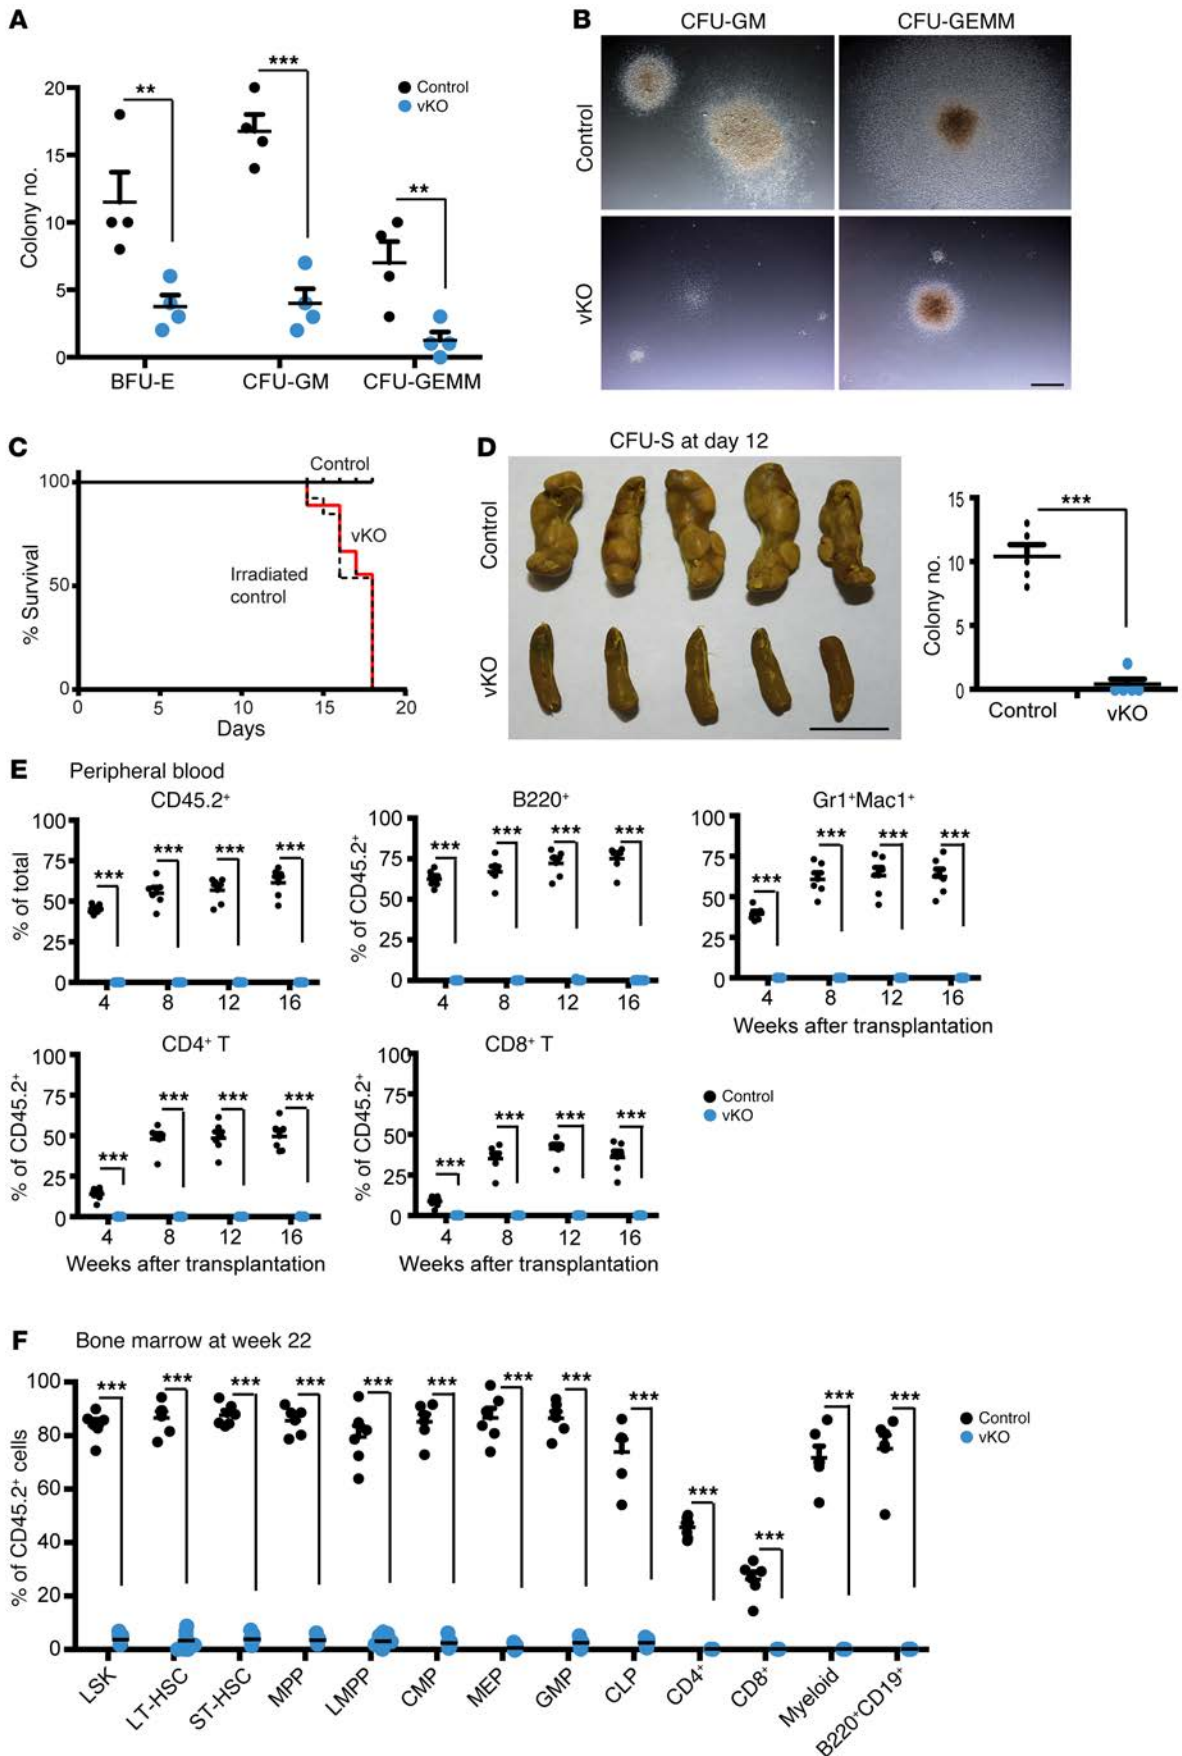 A
20
15
10
5
0
Colony no.
**
***
**
Control
vKO
BFU-E
CFU-GM
CFU-GEMM
B
CFU-GM
CFU-GEMM
Control
vKO
C
100
50
0
% Survival
Control
vKO
Irradiated
control
0
5
10
15
20
Days
D
CFU-S at day 12
Control
vKO
15
10
5
0
Colony no.
***
Control
vKO
E
Peripheral blood
CD45.2⁺
100
75
50
25
0
% of total
***
***
***
***
4
8
12
16
B220⁺
100
75
50
25
0
% of CD45.2⁺
***
***
***
***
4
8
12
16
Gr1⁺Mac1⁺
100
75
50
25
0
***
***
***
***
4
8
12
16
Weeks after transplantation
CD4⁺ T
100
75
50
25
0
% of CD45.2⁺
***
***
***
***
4
8
12
16
Weeks after transplantation
CD8⁺ T
100
75
50
25
0
% of CD45.2⁺
***
***
***
***
4
8
12
16
Weeks after transplantation
Control
vKO
F
Bone marrow at week 22
100
80
60
40
20
0
% of CD45.2⁺ cells
***
***
***
***
***
***
***
***
***
***
***
***
***
Control
vKO
LSK
LT-HSC
ST-HSC
MPP
LMPP
CMP
MEP
GMP
CLP
CD4⁺
CD8⁺
Myeloid
B220⁺CD19⁺